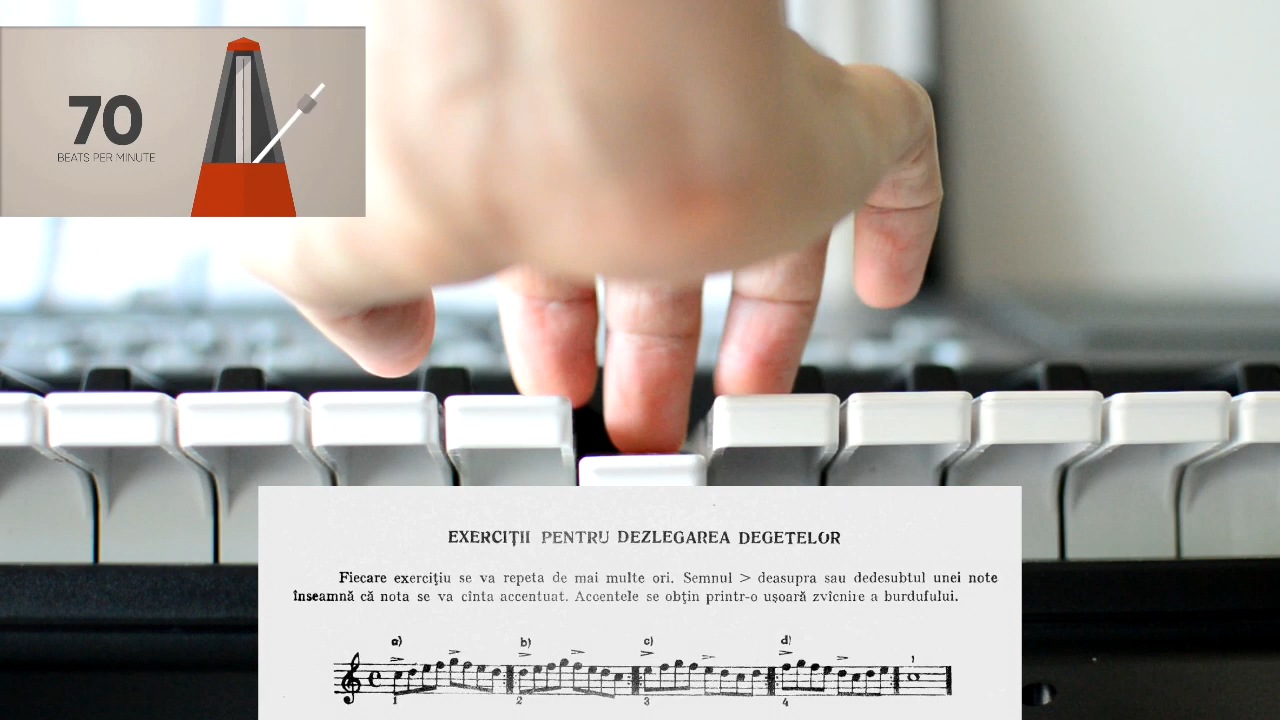 70
BEATS PER MINUTE
EXERCIȚII PENTRU DEZLEGAREA DEGETELOR
Fiecare exercițiu se va repeta de mai multe ori. Semnul > deasupra sau dedesubtul unei note
înseamnă că nota se va cînta accentuat. Accentele se obțin printr-o ușoară zvîcnire a burdufului.
a) b) c) d)
1
1 2 3 4